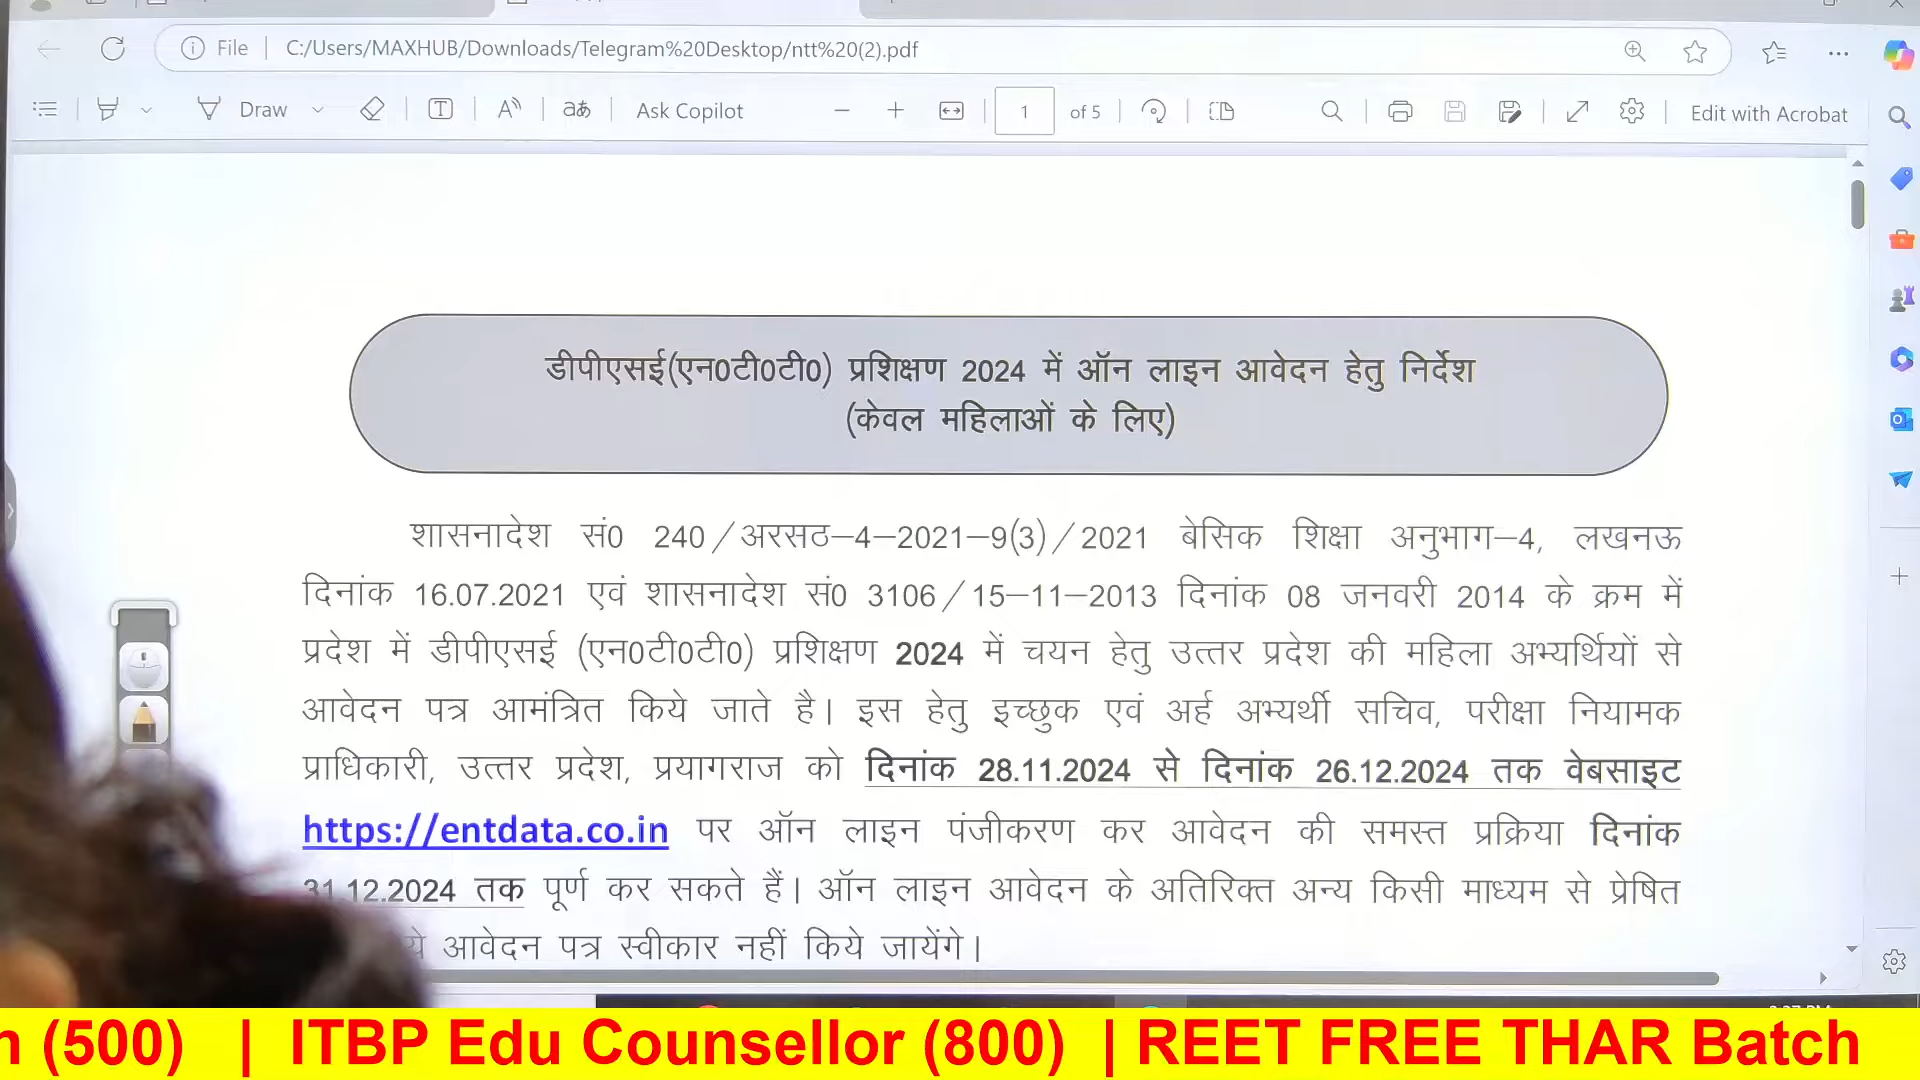 File C:/Users/MAXHUB/Downloads/Telegram%20Desktop/ntt%20(2).pdf
Draw T A aあ Ask Copilot 1 of 5 Edit with Acrobat
डीपीएसई(एन0टी0टी0) प्रशिक्षण 2024 में ऑन लाइन आवेदन हेतु निर्देश
(केवल महिलाओं के लिए)
शासनादेश सं0 240/अरसठ–4–2021–9(3)/2021 बेसिक शिक्षा अनुभाग–4, लखनऊ
दिनांक 16.07.2021 एवं शासनादेश सं0 3106/15–11–2013 दिनांक 08 जनवरी 2014 के क्रम में
प्रदेश में डीपीएसई (एन0टी0टी0) प्रशिक्षण 2024 में चयन हेतु उत्तर प्रदेश की महिला अभ्यर्थियों से
आवेदन पत्र आमंत्रित किये जाते है। इस हेतु इच्छुक एवं अर्ह अभ्यर्थी सचिव, परीक्षा नियामक
प्राधिकारी, उत्तर प्रदेश, प्रयागराज को दिनांक 28.11.2024 से दिनांक 26.12.2024 तक वेबसाइट
https://entdata.co.in पर ऑन लाइन पंजीकरण कर आवेदन की समस्त प्रक्रिया दिनांक
31.12.2024 तक पूर्ण कर सकते हैं। ऑन लाइन आवेदन के अतिरिक्त अन्य किसी माध्यम से प्रेषित
आवेदन पत्र स्वीकार नहीं किये जायेंगे।
(500) | ITBP Edu Counsellor (800) | REET FREE THAR Batch